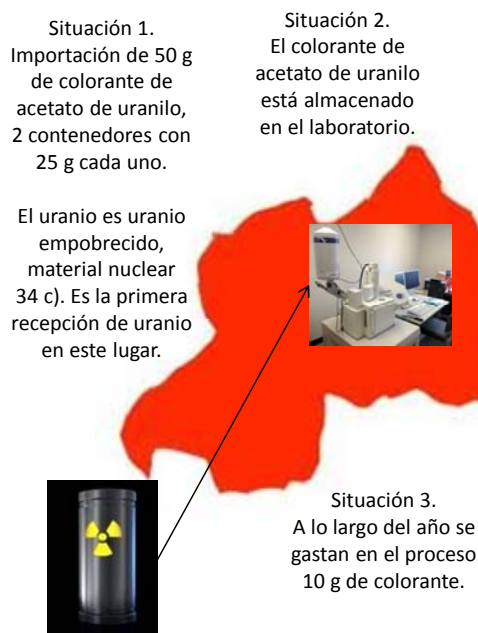 Situación 1.
Importación de 50 g
de colorante de
acetato de uranilo,
2 contenedores con
25 g cada uno.
El uranio es uranio
empobrecido,
material nuclear
34 c). Es la primera
recepción de uranio
en este lugar.
Situación 2.
El colorante de
acetato de uranilo
está almacenado
en el laboratorio.
Situación 3.
A lo largo del año se
gastan en el proceso
10 g de colorante.